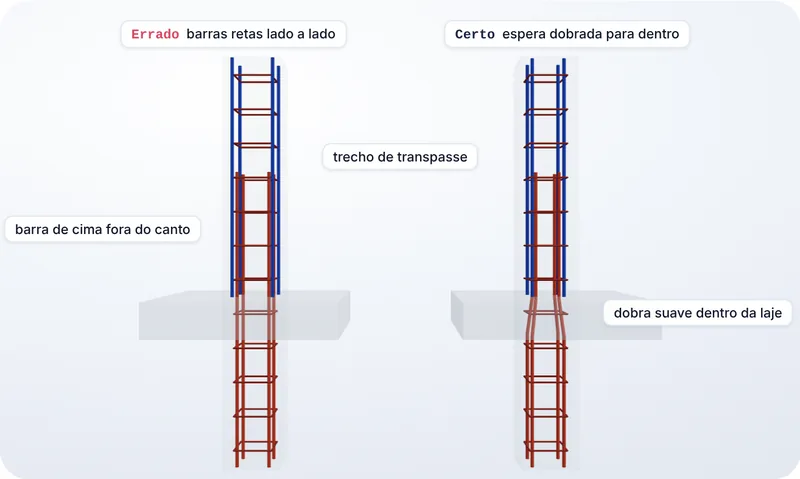 Errado barras retas lado a lado
Certo espera dobrada para dentro
trecho de transpasse
barra de cima fora do canto
dobra suave dentro da laje